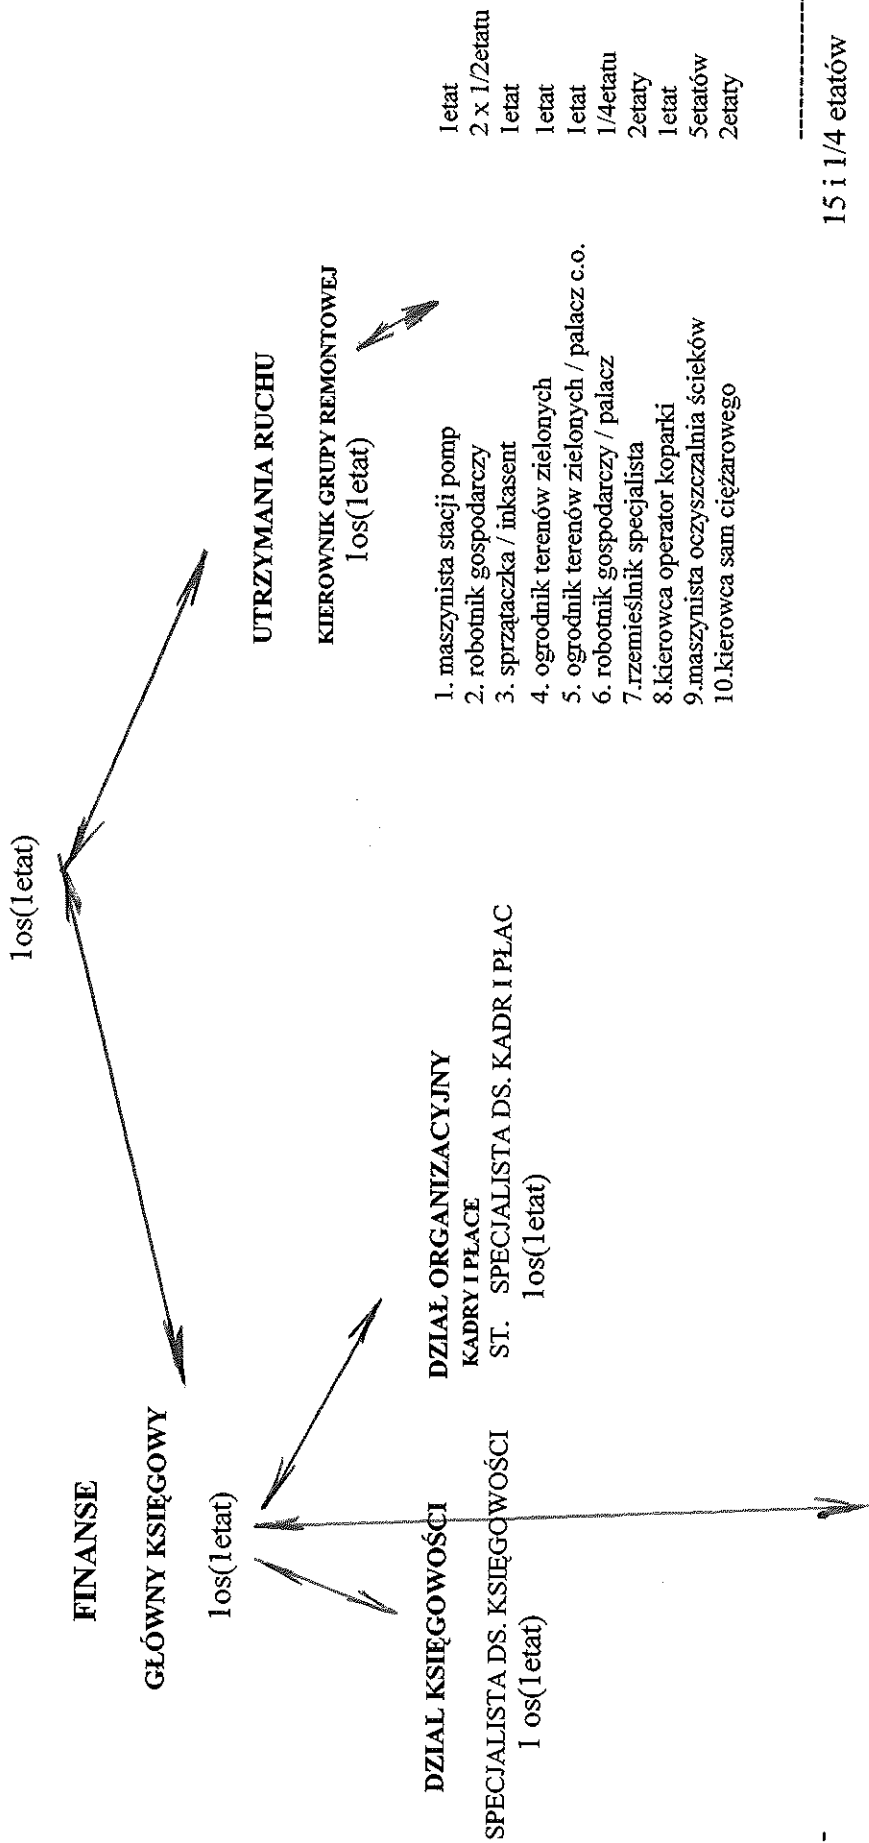 1os(1etat)
FINANSE
GŁÓWNY KSIĘGOWY
1os(1etat)
UTRZYMANIA RUCHU
KIEROWNIK GRUPY REMONTOWEJ
1os(1etat)
DZIAL KSIĘGOWOŚCI
SPECJALISTA DS. KSIĘGOWOŚCI
1 os(1etat)
DZIAŁ ORGANIZACYJNY
KADRY I PŁACE
ST. SPECJALISTA DS. KADR I PŁAC
1os(1etat)
1. maszynista stacji pomp 1etat
2. robotnik gospodarczy 2 x 1/2etatu
3. sprzątaczka / inkasent 1etat
4. ogrodnik terenów zielonych 1etat
5. ogrodnik terenów zielonych / palacz c.o. 1etat
6. robotnik gospodarczy / palacz 1/4etatu
7.rzemieślnik specjalista 2etaty
8.kierowca operator koparki 1etat
9.maszynista oczyszczalnia ścieków 5etatów
10.kierowca sam ciężarowego 2etaty
15 i 1/4 etatów